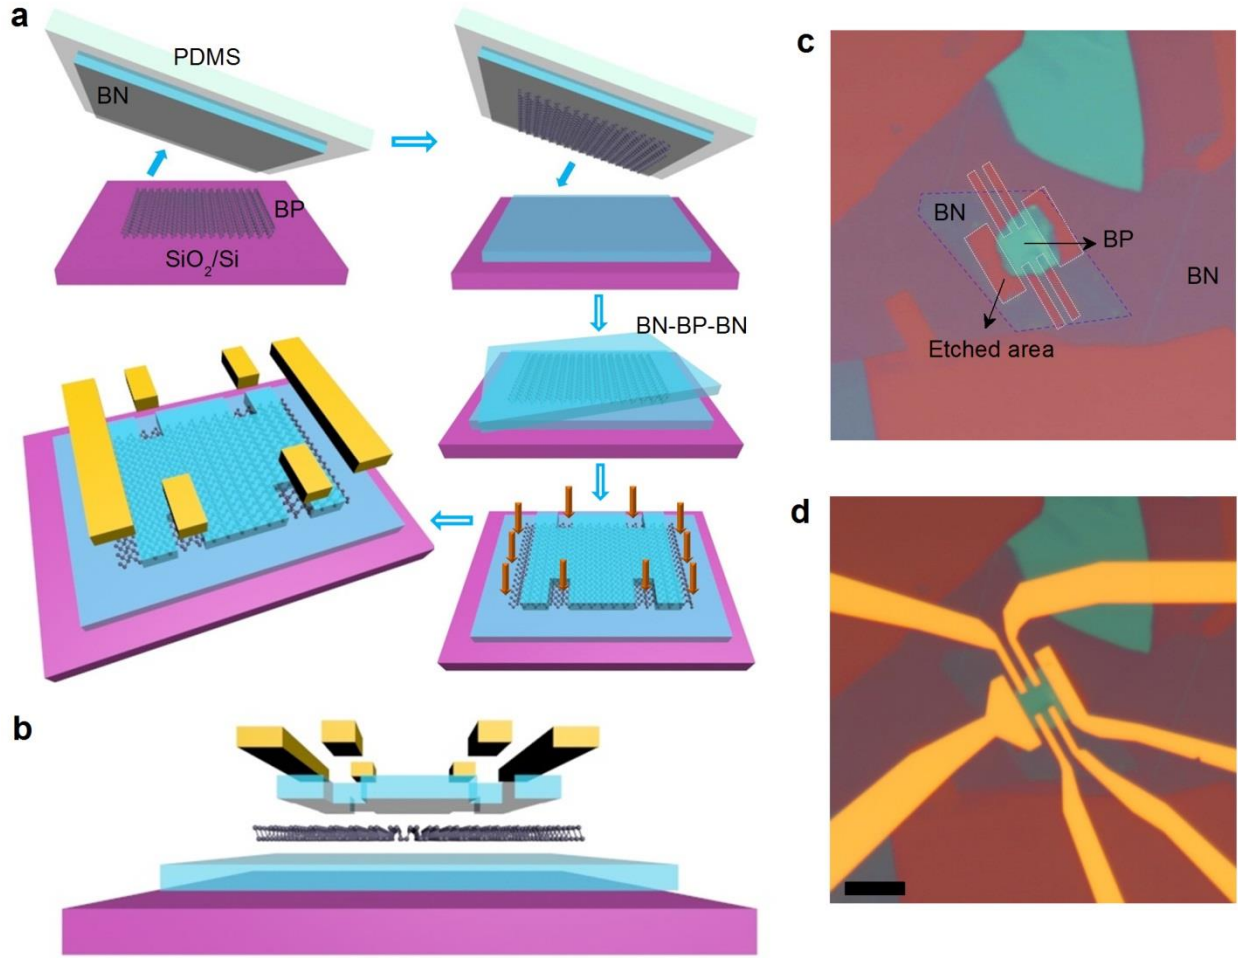 a
PDMS
BN
BP
SiO₂/Si
BN-BP-BN
b
c
BN
BP
BN
Etched area
d